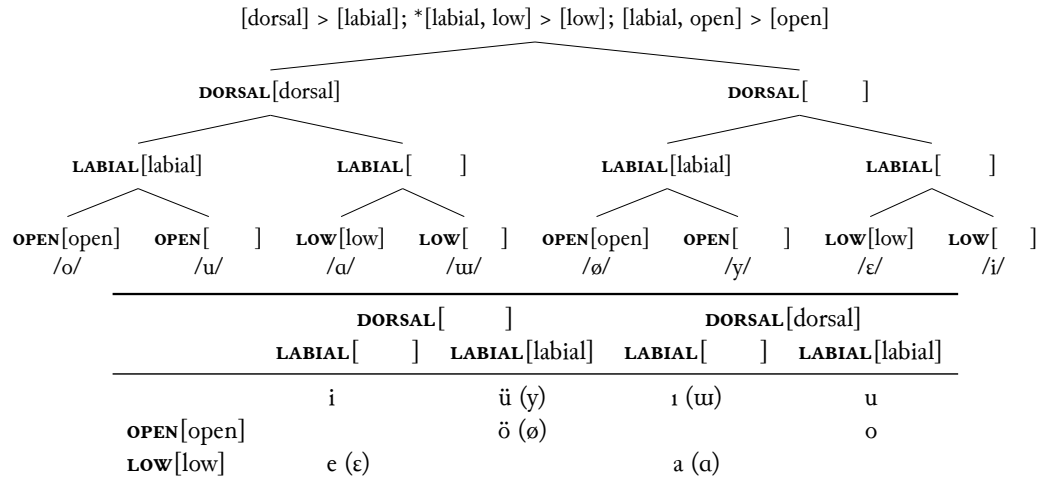 [dorsal] > [labial]; *[labial, low] > [low]; [labial, open] > [open]
DORSAL[dorsal] DORSAL[ ]
LABIAL[labial] LABIAL[ ] LABIAL[labial] LABIAL[ ]
OPEN[open] OPEN[ ] LOW[low] LOW[ ] OPEN[open] OPEN[ ] LOW[low] LOW[ ]
/o/ /u/ /ɑ/ /ɯ/ /ø/ /y/ /ɛ/ /i/
DORSAL[ ] DORSAL[dorsal]
LABIAL[ ] LABIAL[labial] LABIAL[ ] LABIAL[labial]
i ü (y) ı (ɯ) u
OPEN[open] ö (ø) o
LOW[low] e (ɛ) a (ɑ)